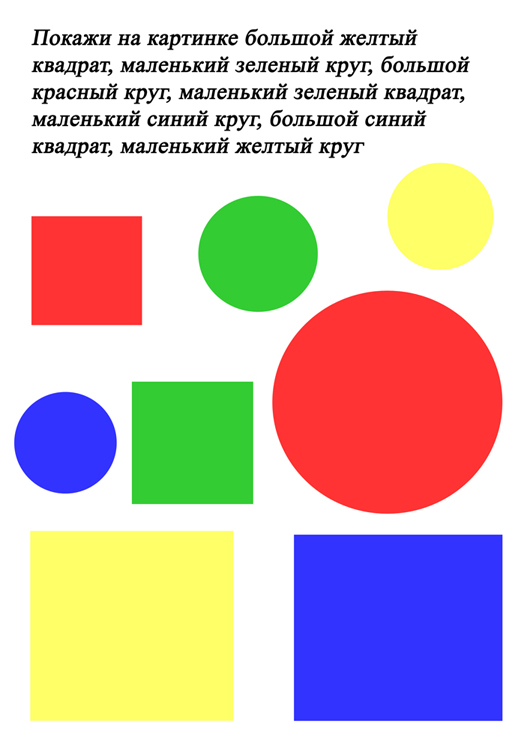 Покажи на картинке большой желтый
квадрат, маленький зеленый круг, большой
красный круг, маленький зеленый квадрат,
маленький синий круг, большой синий
квадрат, маленький желтый круг